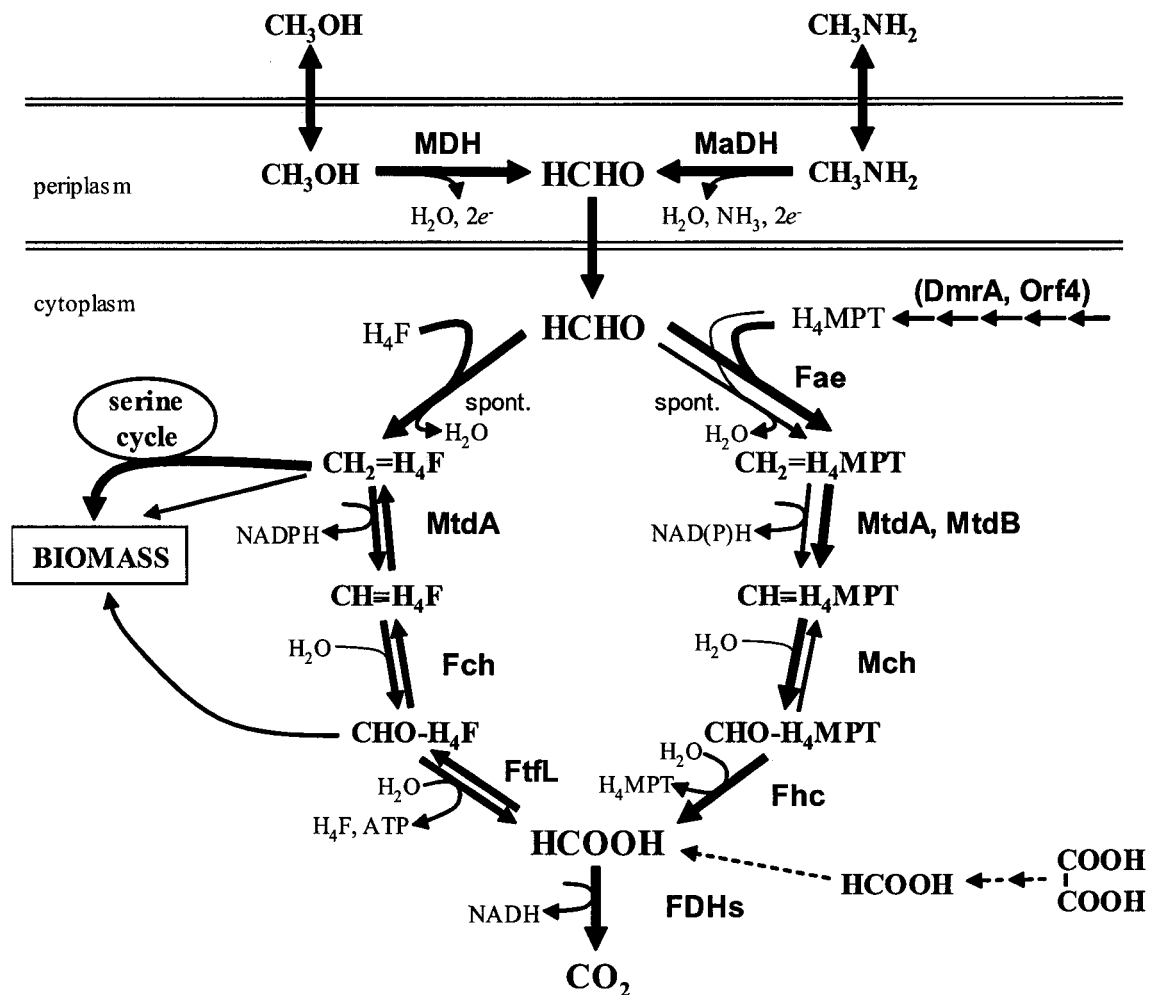 CH₃OH CH₃NH₂
MDH MaDH
periplasm CH₃OH HCHO CH₃NH₂
H₂O, 2e⁻ H₂O, NH₃, 2e⁻
cytoplasm (DmrA, Orf4)
H₄F HCHO H₄MPT
Fae
serine
cycle
spont. spont.
H₂O H₂O
CH₂=H₄F CH₂=H₄MPT
NADPH MtdA NAD(P)H MtdA, MtdB
BIOMASS
CH≡H₄F CH≡H₄MPT
H₂O Fch H₂O Mch
CHO-H₄F CHO-H₄MPT
H₂O FtfL H₂O
H₄MPT Fhc
H₄F, ATP
HCOOH
HCOOH COOH
COOH
NADH FDHs
CO₂